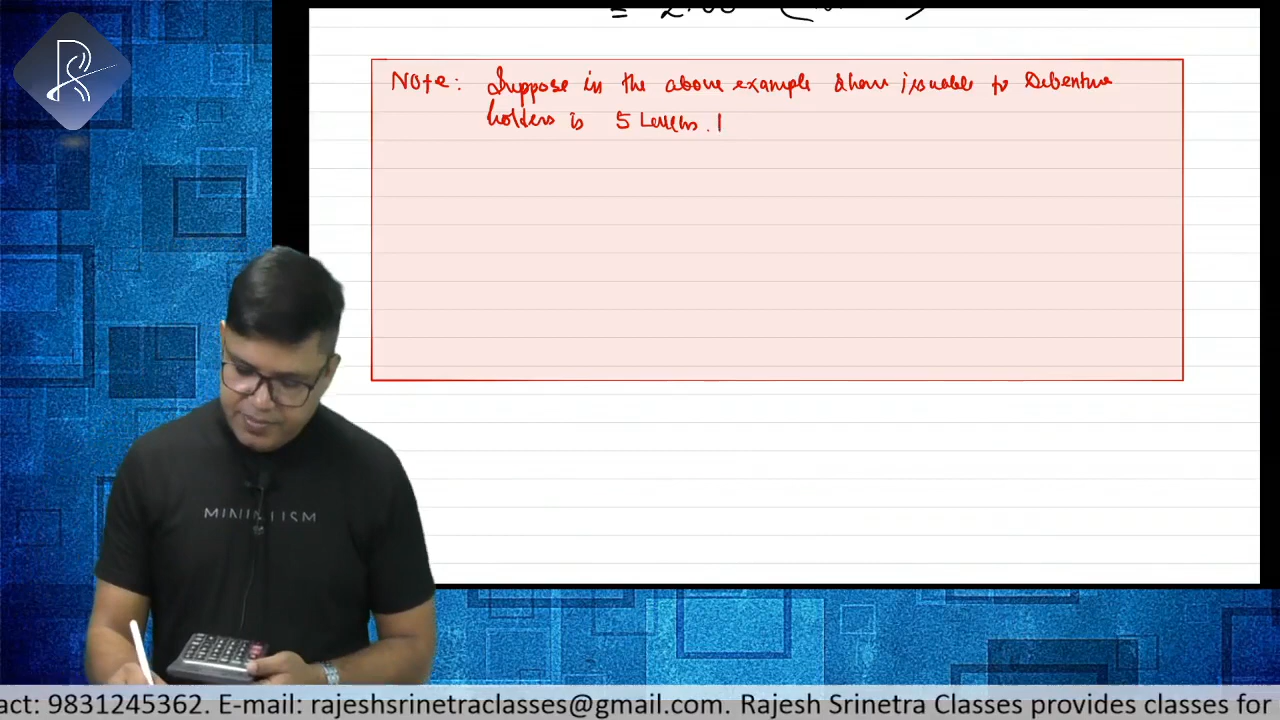 Note: Suppose in the above example share issuable to Debenture
holders is 5
MINIMALISM
act: 9831245362. E-mail: rajeshsrinetraclasses@gmail.com. Rajesh Srinetra Classes provides classes for